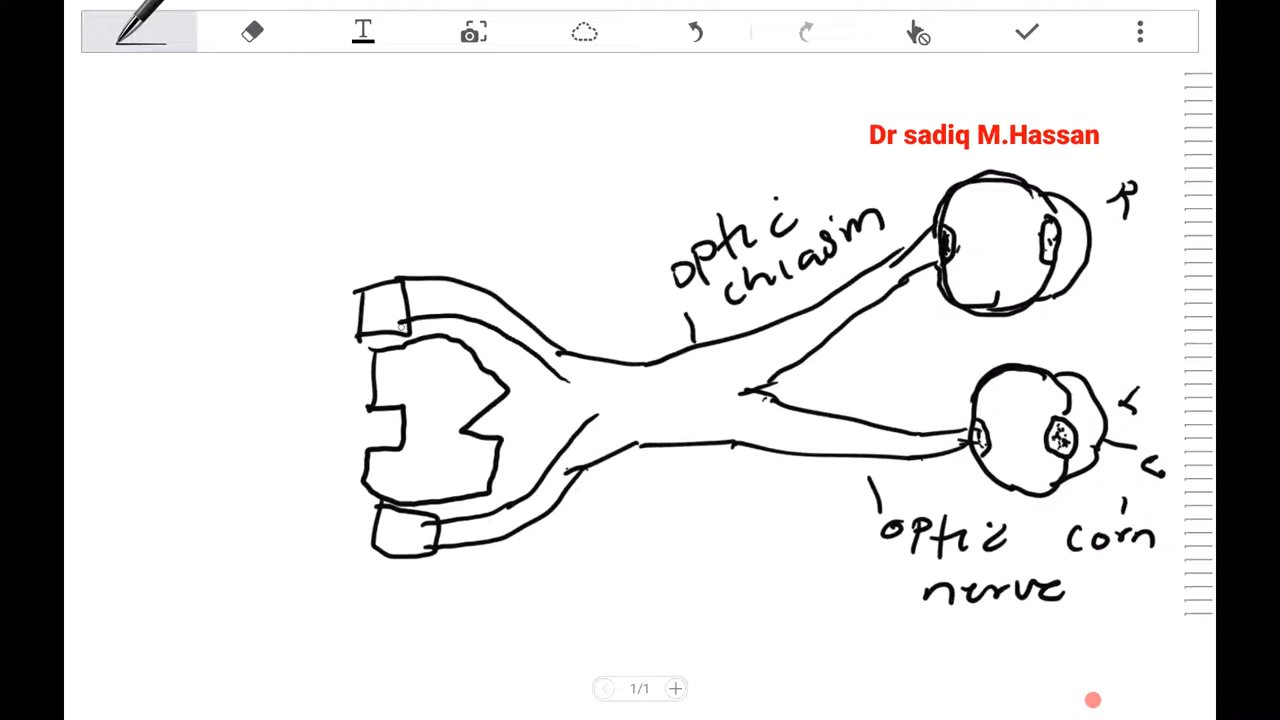 T
Dr sadiq M.Hassan
R
optic
chiasm
L
C
optic
nerve
corn
1/1